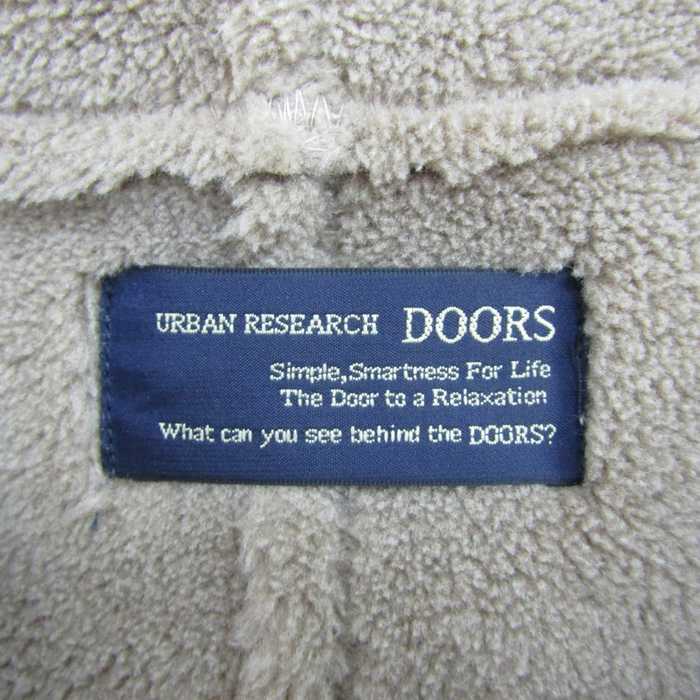 URBAN RESEARCH DOORS
Simple,Smartness For Life
The Door to a Relaxation
What can you see behind the DOORS?